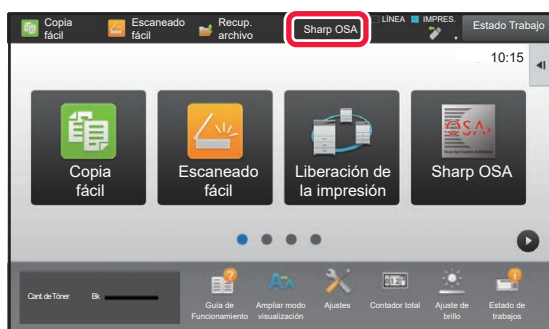 Copia fácil
Escaneado fácil
Recup. archivo
Sharp OSA
LÍNEA
IMPRES.
Estado Trabajo
10:15
Copia fácil
Escaneado fácil
Liberación de la impresión
OSA
Sharp OSA
Cant. de Tóner
Bk
Guía de Funcionamiento
Ampliar modo visualización
Ajustes
Contador total
Ajuste de brillo
Estado de trabajos